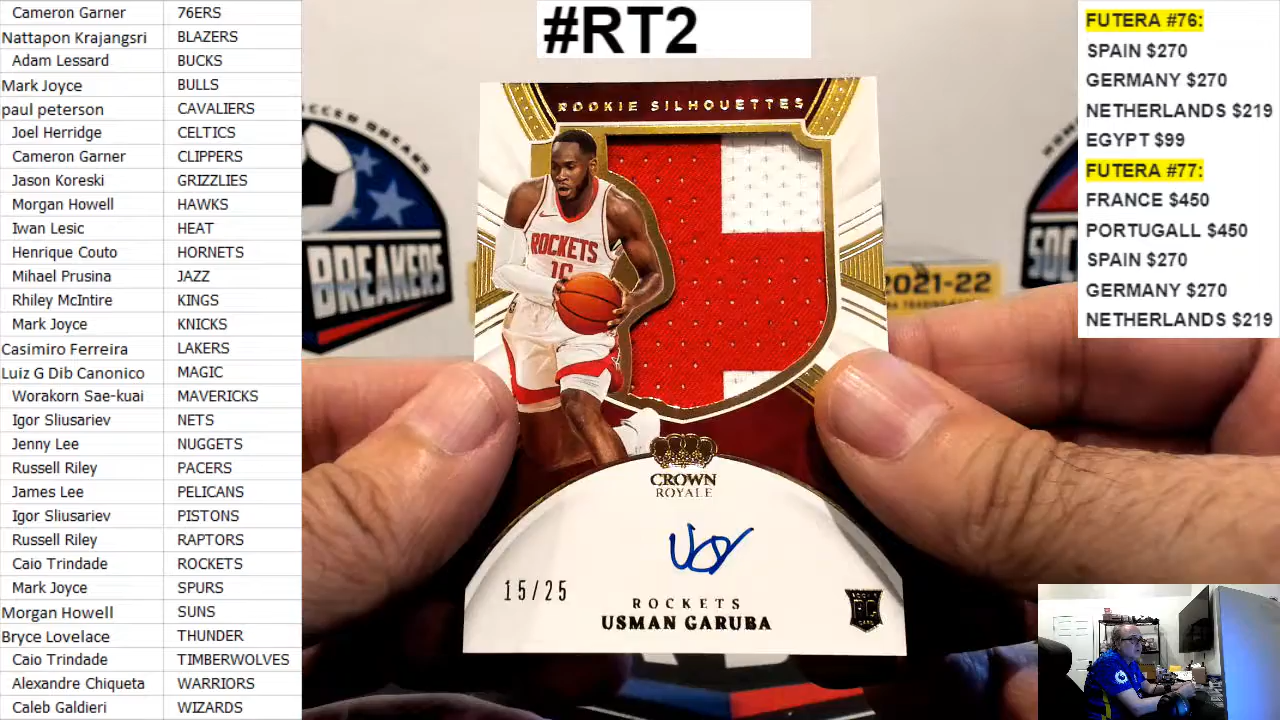 Cameron Garner 76ERS
Nattapon Krajangsri BLAZERS
Adam Lessard BUCKS
Mark Joyce BULLS
paul peterson CAVALIERS
Joel Herridge CELTICS
Cameron Garner CLIPPERS
Jason Koreski GRIZZLIES
Morgan Howell HAWKS
Iwan Lesic HEAT
Henrique Couto HORNETS
Mihael Prusina JAZZ
Rhiley McIntire KINGS
Mark Joyce KNICKS
Casimiro Ferreira LAKERS
Luiz G Dib Canonico MAGIC
Worakorn Sae-kuai MAVERICKS
Igor Sliusariev NETS
Jenny Lee NUGGETS
Russell Riley PACERS
James Lee PELICANS
Igor Sliusariev PISTONS
Russell Riley RAPTORS
Caio Trindade ROCKETS
Mark Joyce SPURS
Morgan Howell SUNS
Bryce Lovelace THUNDER
Caio Trindade TIMBERWOLVES
Alexandre Chiqueta WARRIORS
Caleb Galdieri WIZARDS
#RT2
ROOKIE SILHOUETTES
ROCKETS
BREAKERS
2021-22
CROWN
ROYALE
15/25
ROCKETS
USMAN GARUBA
RC
FUTERA #76:
SPAIN $270
GERMANY $270
NETHERLANDS $219
EGYPT $99
FUTERA #77:
FRANCE $450
PORTUGALL $450
SPAIN $270
GERMANY $270
NETHERLANDS $219